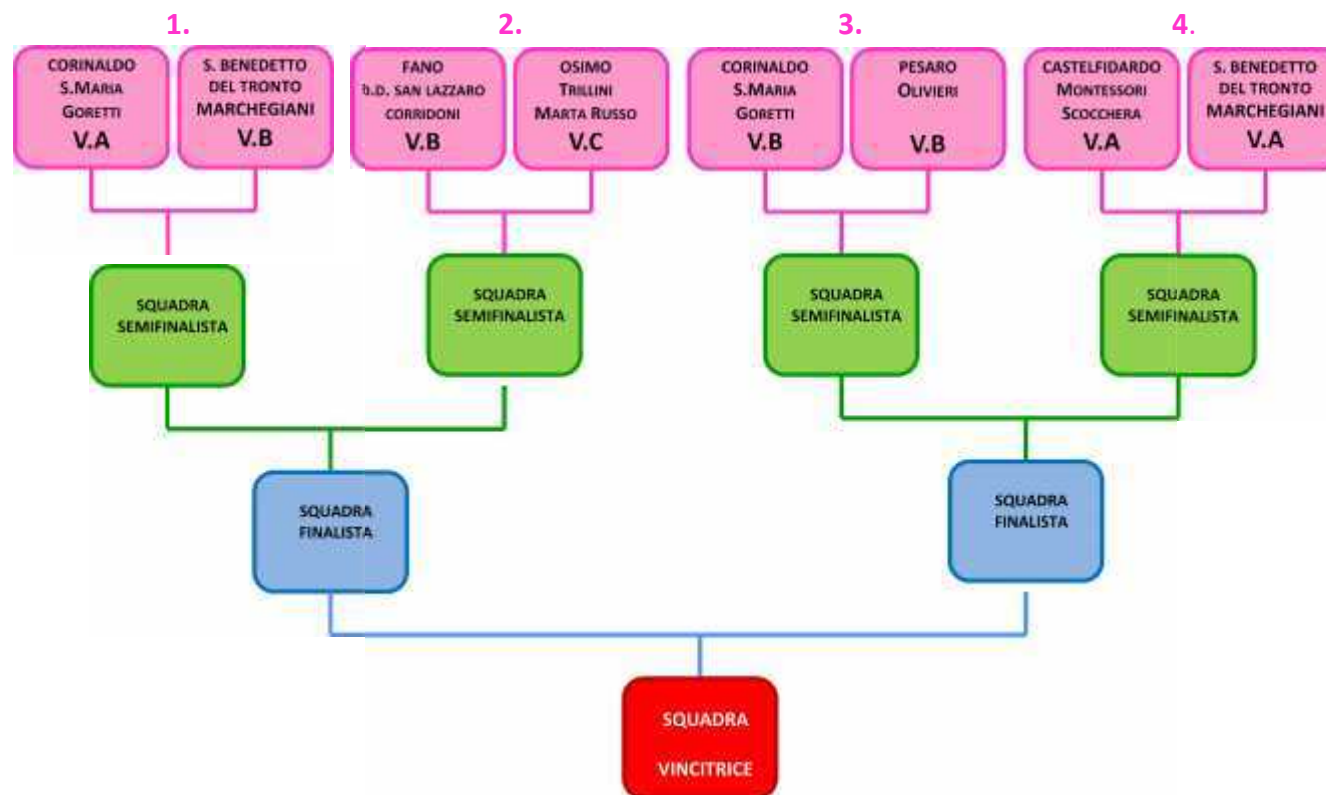 1.
2.
3.
4.
CORINALDO
S.MARIA
GORETTI
V.A
S. BENEDETTO
DEL TRONTO
MARCHEGIANI
V.B
FANO
D.D. SAN LAZZARO
CORRIDONI
V.B
OSIMO
TRILLINI
MARTA RUSSO
V.C
CORINALDO
S.MARIA
GORETTI
V.B
PESARO
OLIVIERI
V.B
CASTELFIDARDO
MONTESSORI
SCOCCHERA
V.A
S. BENEDETTO
DEL TRONTO
MARCHEGIANI
V.A
SQUADRA
SEMIFINALISTA
SQUADRA
SEMIFINALISTA
SQUADRA
SEMIFINALISTA
SQUADRA
SEMIFINALISTA
SQUADRA
FINALISTA
SQUADRA
FINALISTA
SQUADRA
VINCITRICE